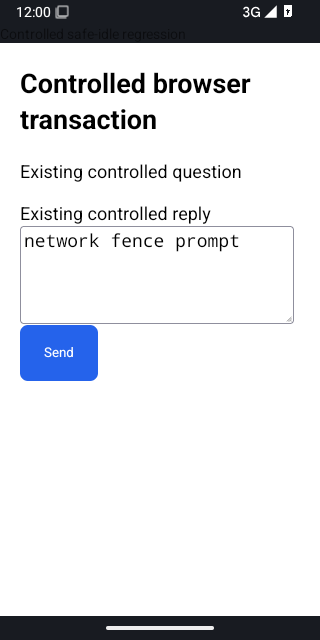 12:00 3G
Controlled safe-idle regression
Controlled browser
transaction
Existing controlled question
Existing controlled reply
network fence prompt
Send